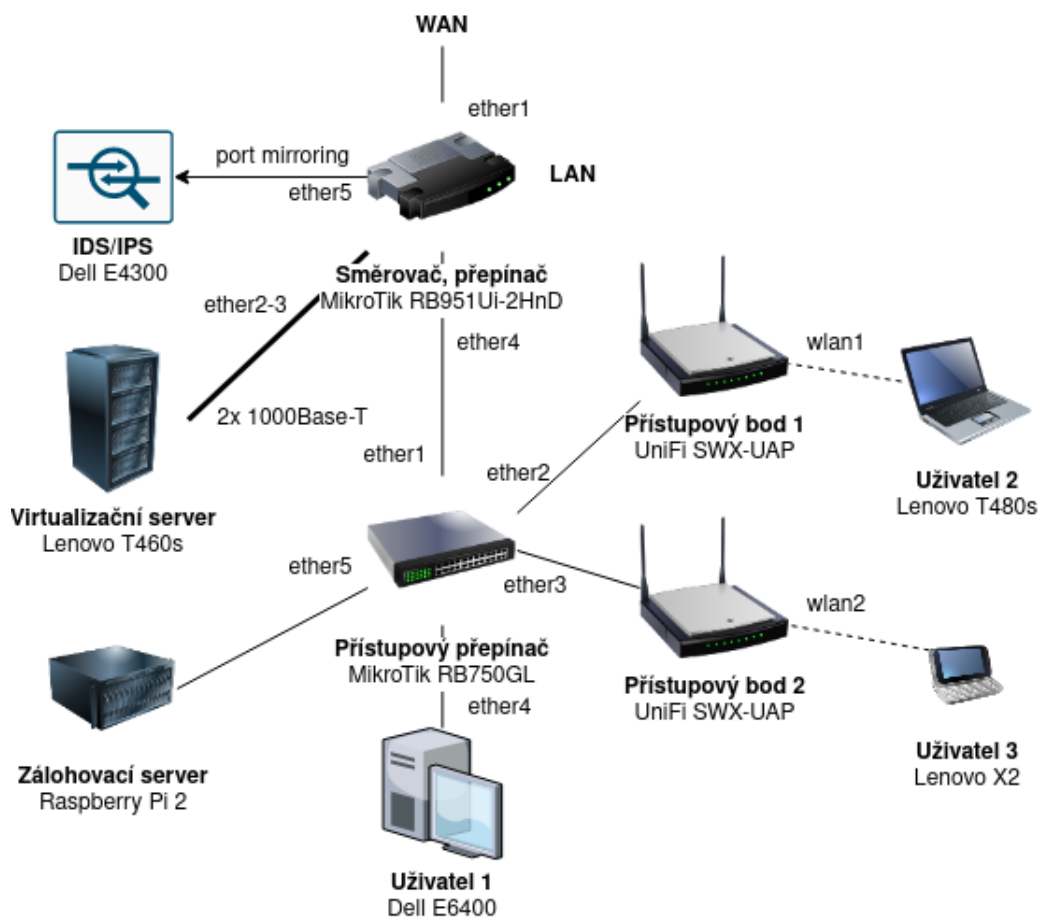 WAN
ether1
port mirroring
ether5
LAN
IDS/IPS
Dell E4300
Směrovač, přepínač
MikroTik RB951Ui-2HnD
ether2-3
ether4
wlan1
2x 1000Base-T
Přístupový bod 1
UniFi SWX-UAP
ether1
ether2
Uživatel 2
Lenovo T480s
Virtualizační server
Lenovo T460s
ether5
ether3
wlan2
Přístupový přepínač
MikroTik RB750GL
Přístupový bod 2
UniFi SWX-UAP
ether4
Uživatel 3
Lenovo X2
Zálohovací server
Raspberry Pi 2
Uživatel 1
Dell E6400